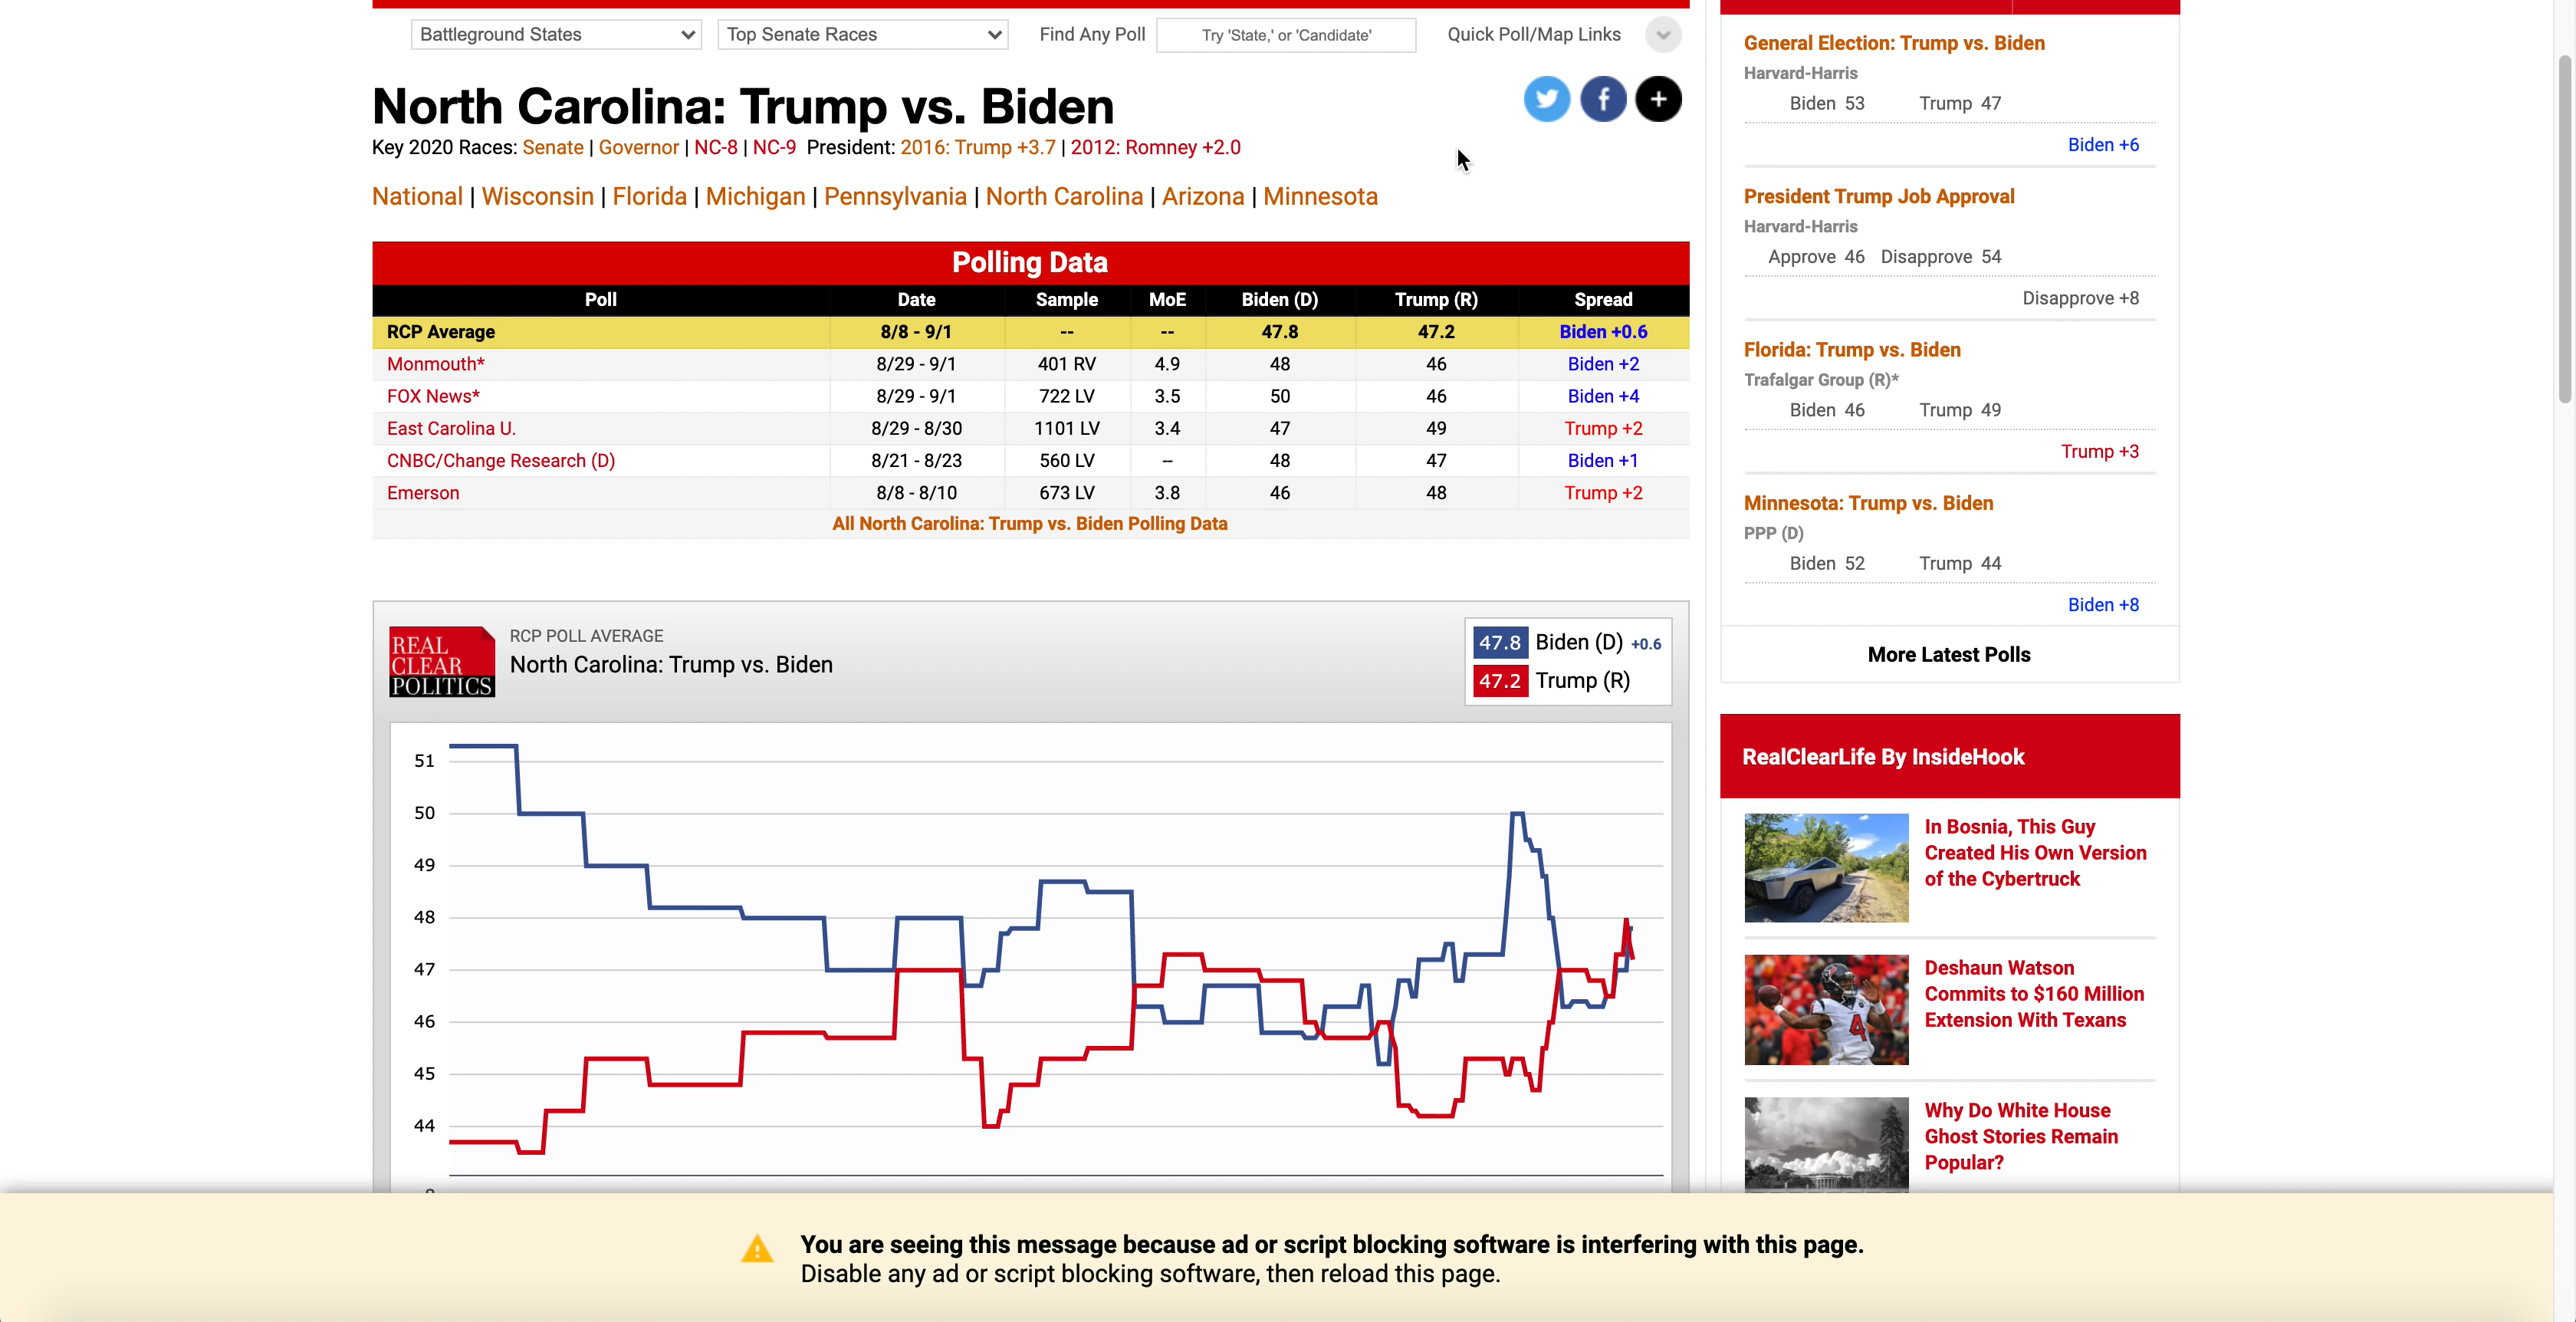 Battleground States Top Senate Races Find Any Poll Try 'State,' or 'Candidate' Quick Poll/Map Links
North Carolina: Trump vs. Biden
Key 2020 Races: Senate | Governor | NC-8 | NC-9 President: 2016: Trump +3.7 | 2012: Romney +2.0
National | Wisconsin | Florida | Michigan | Pennsylvania | North Carolina | Arizona | Minnesota
Polling Data
Poll Date Sample MoE Biden (D) Trump (R) Spread
RCP Average 8/8 - 9/1 -- -- 47.8 47.2 Biden +0.6
Monmouth* 8/29 - 9/1 401 RV 4.9 48 46 Biden +2
FOX News* 8/29 - 9/1 722 LV 3.5 50 46 Biden +4
East Carolina U. 8/29 - 8/30 1101 LV 3.4 47 49 Trump +2
CNBC/Change Research (D) 8/21 - 8/23 560 LV -- 48 47 Biden +1
Emerson 8/8 - 8/10 673 LV 3.8 46 48 Trump +2
All North Carolina: Trump vs. Biden Polling Data
REAL
CLEAR
POLITICS
RCP POLL AVERAGE
North Carolina: Trump vs. Biden
47.8 Biden (D) +0.6
47.2 Trump (R)
51
50
49
48
47
46
45
44
General Election: Trump vs. Biden
Harvard-Harris
Biden 53 Trump 47
Biden +6
President Trump Job Approval
Harvard-Harris
Approve 46 Disapprove 54
Disapprove +8
Florida: Trump vs. Biden
Trafalgar Group (R)*
Biden 46 Trump 49
Trump +3
Minnesota: Trump vs. Biden
PPP (D)
Biden 52 Trump 44
Biden +8
More Latest Polls
RealClearLife By InsideHook
In Bosnia, This Guy
Created His Own Version
of the Cybertruck
Deshaun Watson
Commits to $160 Million
Extension With Texans
4
Why Do White House
Ghost Stories Remain
Popular?
You are seeing this message because ad or script blocking software is interfering with this page.
Disable any ad or script blocking software, then reload this page.